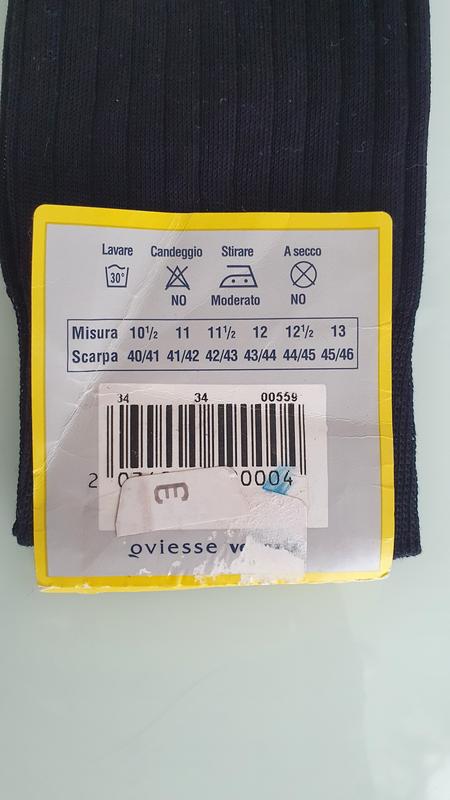 Lavare Candeggio Stirare A secco
30°
NO Moderato NO
Misura 10½ 11 11½ 12 12½ 13
Scarpa 40/41 41/42 42/43 43/44 44/45 45/46
34 34 00559
2 0004
E
oviesse